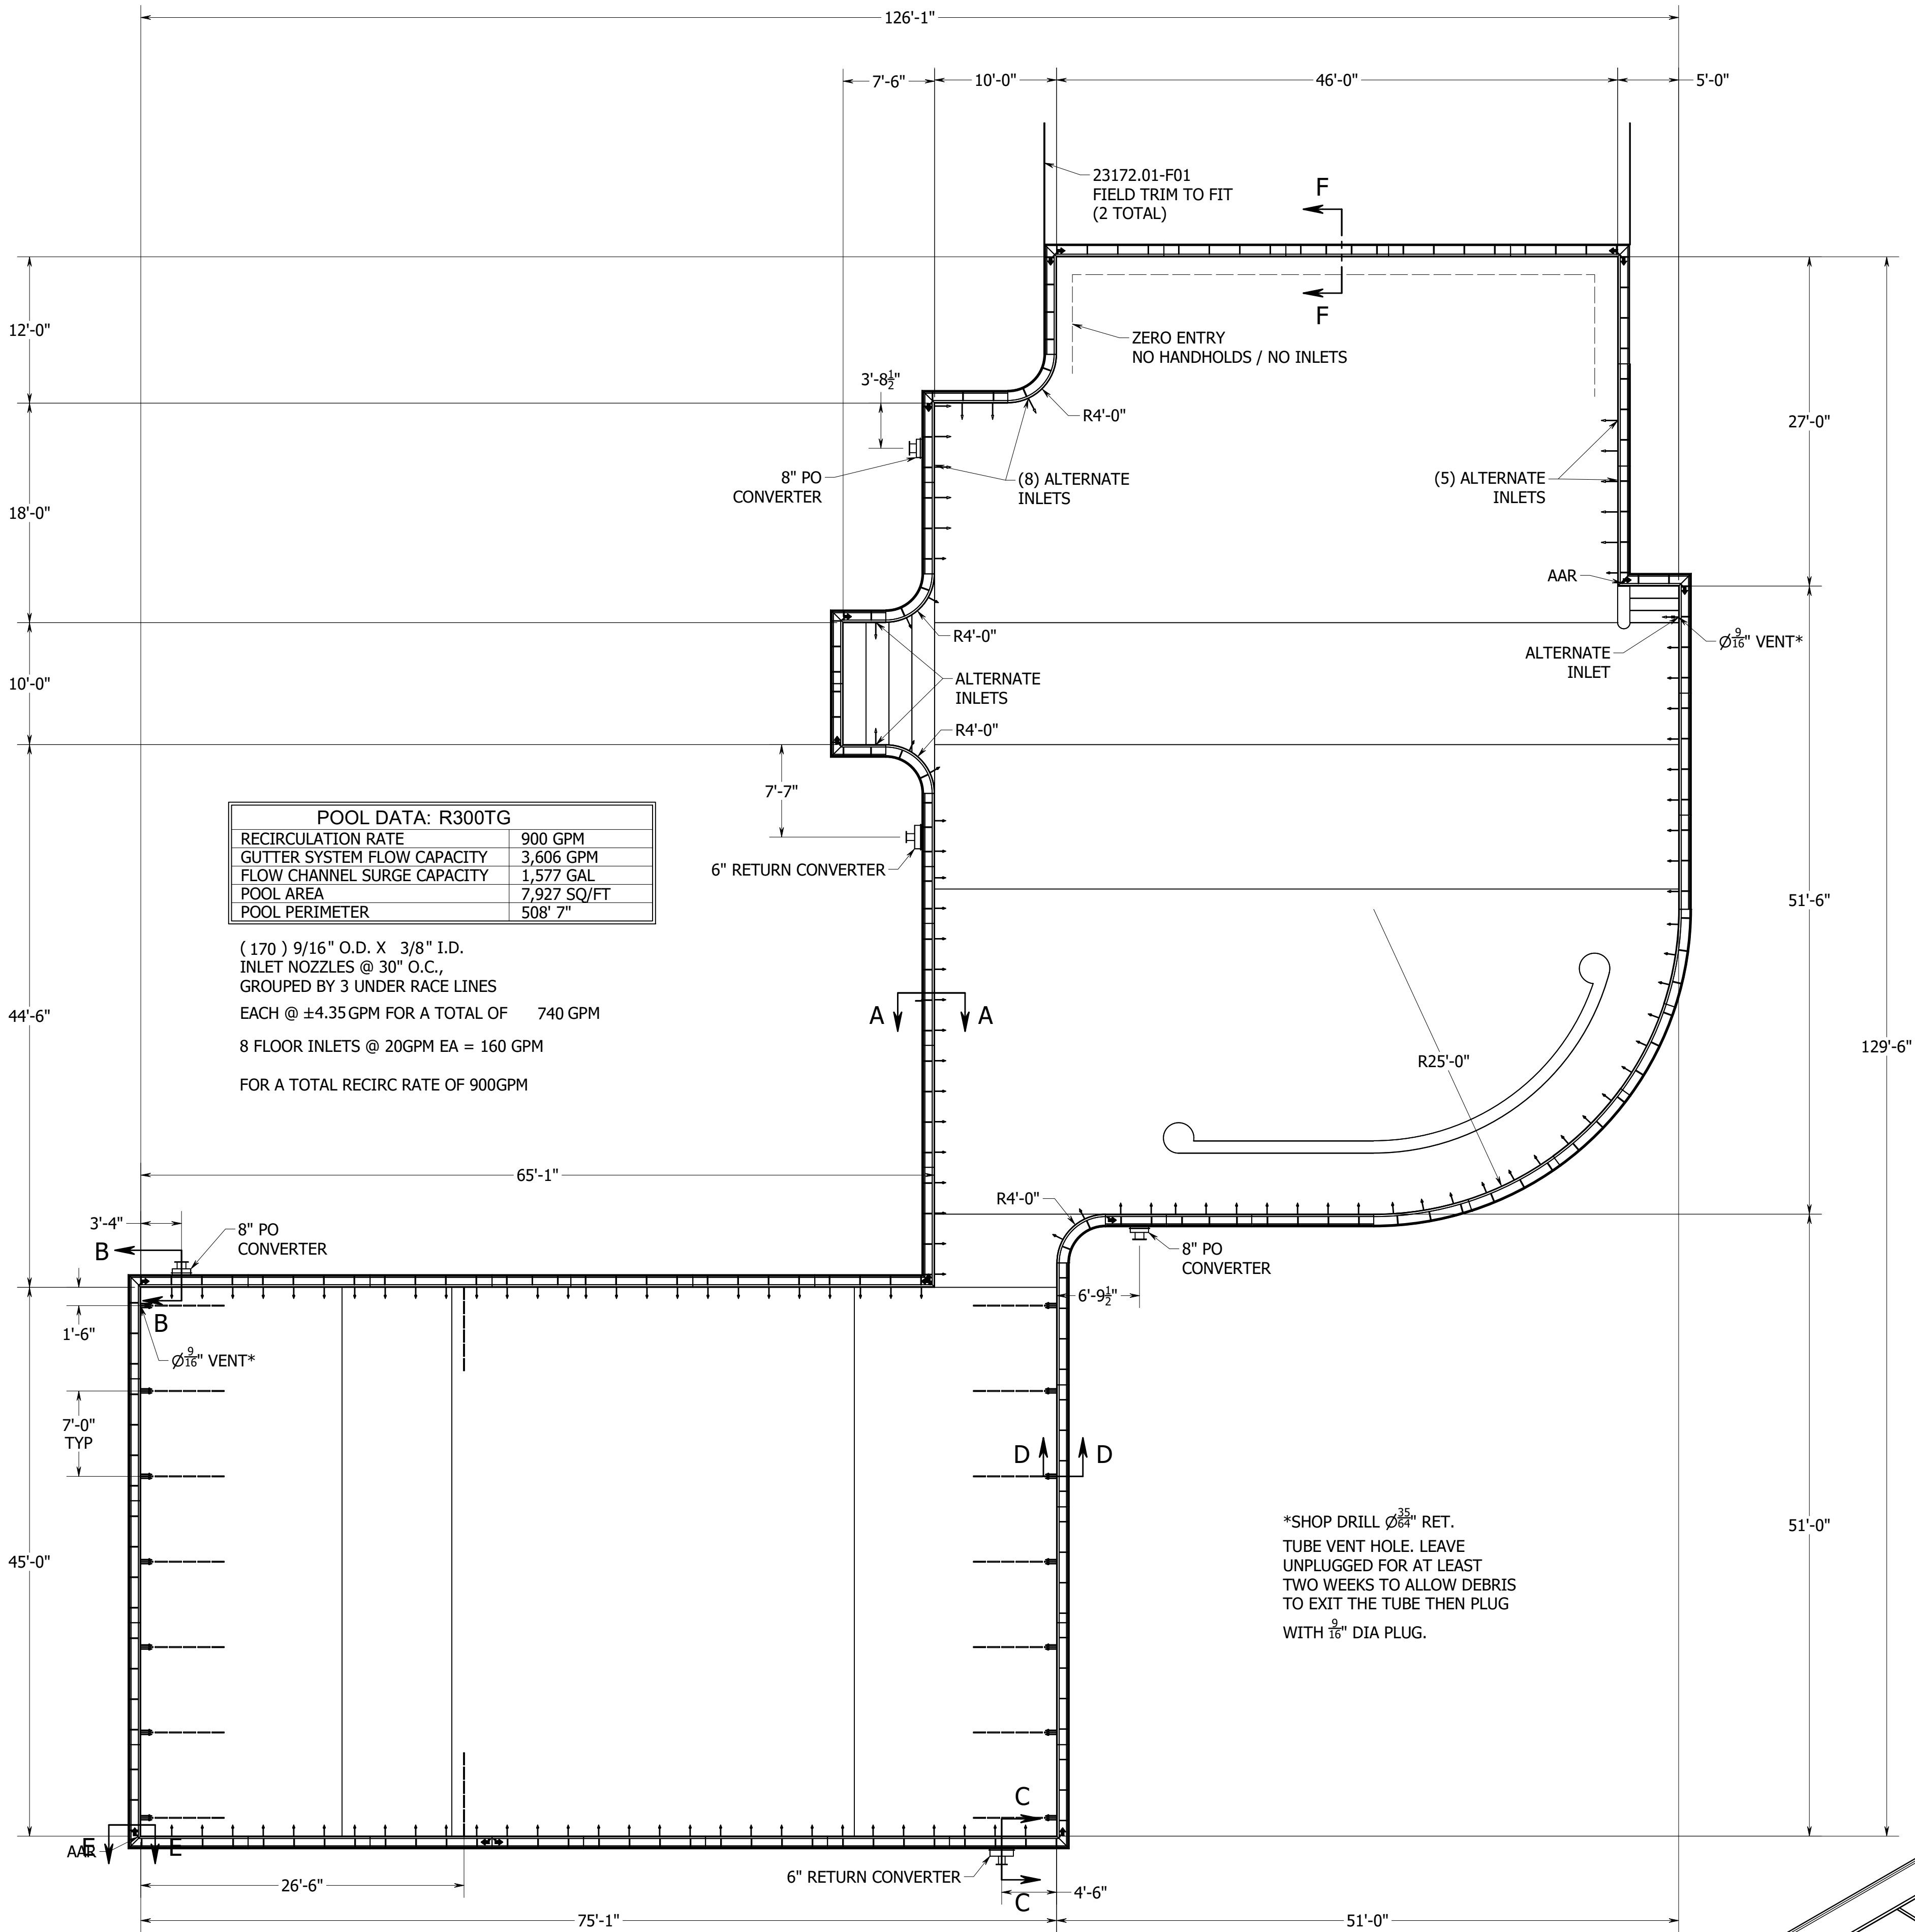 126'-1"
7'-6"
10'-0"
46'-0"
5'-0"
23172.01-F01
FIELD TRIM TO FIT
(2 TOTAL)
F
F
12'-0"
ZERO ENTRY
NO HANDHOLDS / NO INLETS
3'-8 1/2"
R4'-0"
27'-0"
8" PO
CONVERTER
(8) ALTERNATE
INLETS
(5) ALTERNATE
INLETS
18'-0"
AAR
R4'-0"
Ø 9/16" VENT*
ALTERNATE
INLET
10'-0"
ALTERNATE
INLETS
R4'-0"
7'-7"
6" RETURN CONVERTER
POOL DATA: R300TG
RECIRCULATION RATE 900 GPM
GUTTER SYSTEM FLOW CAPACITY 3,606 GPM
FLOW CHANNEL SURGE CAPACITY 1,577 GAL
POOL AREA 7,927 SQ/FT
POOL PERIMETER 508' 7"
( 170 ) 9/16" O.D. X 3/8" I.D.
INLET NOZZLES @ 30" O.C.,
GROUPED BY 3 UNDER RACE LINES
EACH @ ±4.35 GPM FOR A TOTAL OF 740 GPM
8 FLOOR INLETS @ 20GPM EA = 160 GPM
FOR A TOTAL RECIRC RATE OF 900GPM
51'-6"
44'-6"
A
A
R25'-0"
129'-6"
65'-1"
R4'-0"
3'-4"
8" PO
CONVERTER
B
8" PO
CONVERTER
6'-9 1/2"
B
1'-6"
Ø 9/16" VENT*
7'-0"
TYP
D
D
*SHOP DRILL Ø 35/64" RET.
TUBE VENT HOLE. LEAVE
UNPLUGGED FOR AT LEAST
TWO WEEKS TO ALLOW DEBRIS
TO EXIT THE TUBE THEN PLUG
WITH 9/16" DIA PLUG.
51'-0"
45'-0"
C
AAR
E
E
6" RETURN CONVERTER
26'-6"
4'-6"
C
75'-1"
51'-0"